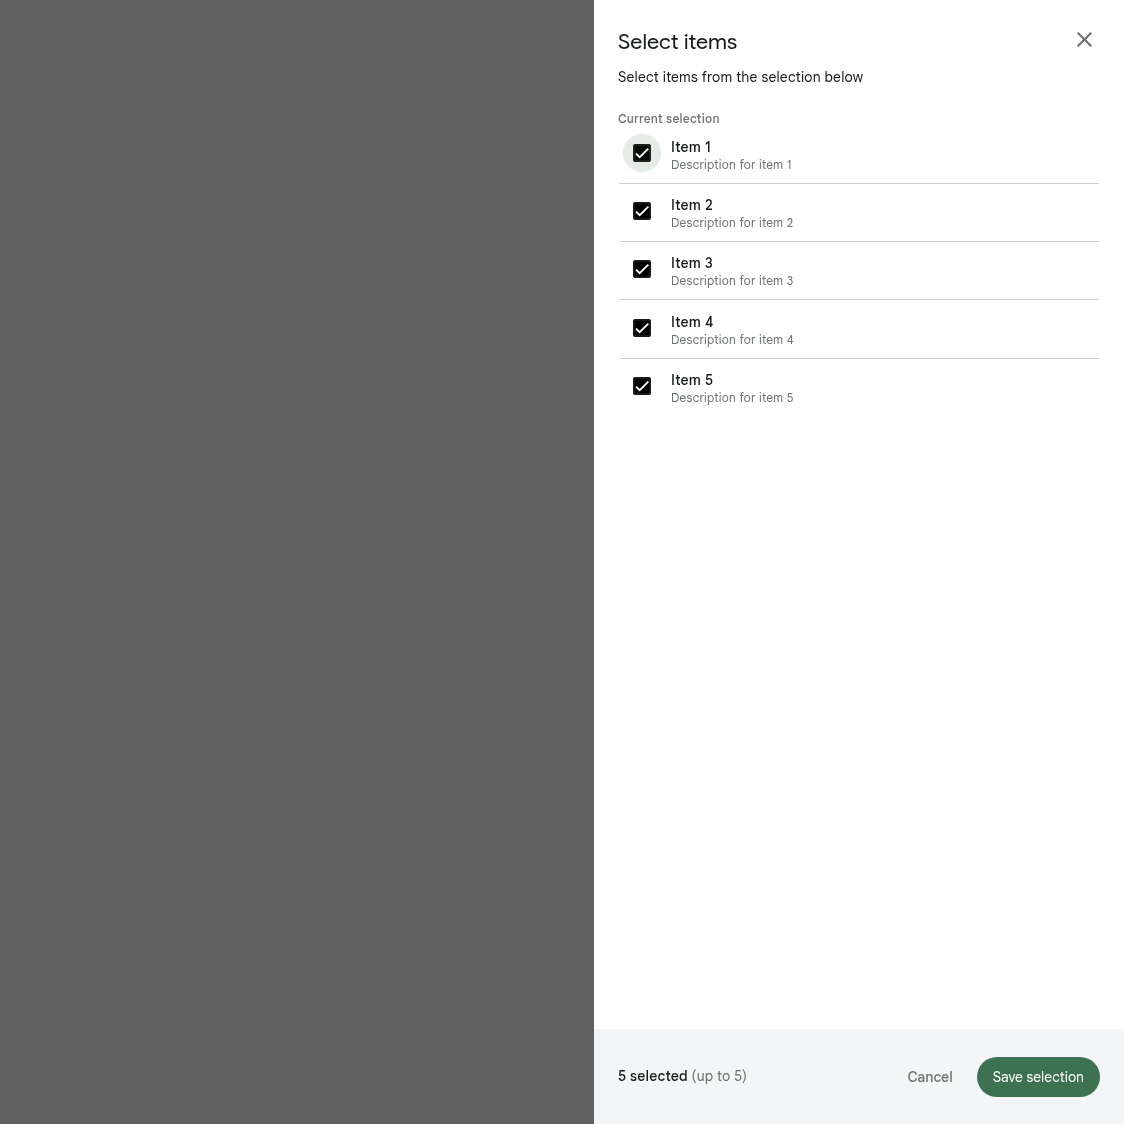 Select items
Select items from the selection below
Current selection
Item 1
Description for item 1
Item 2
Description for item 2
Item 3
Description for item 3
Item 4
Description for item 4
Item 5
Description for item 5
5 selected (up to 5)
Cancel
Save selection